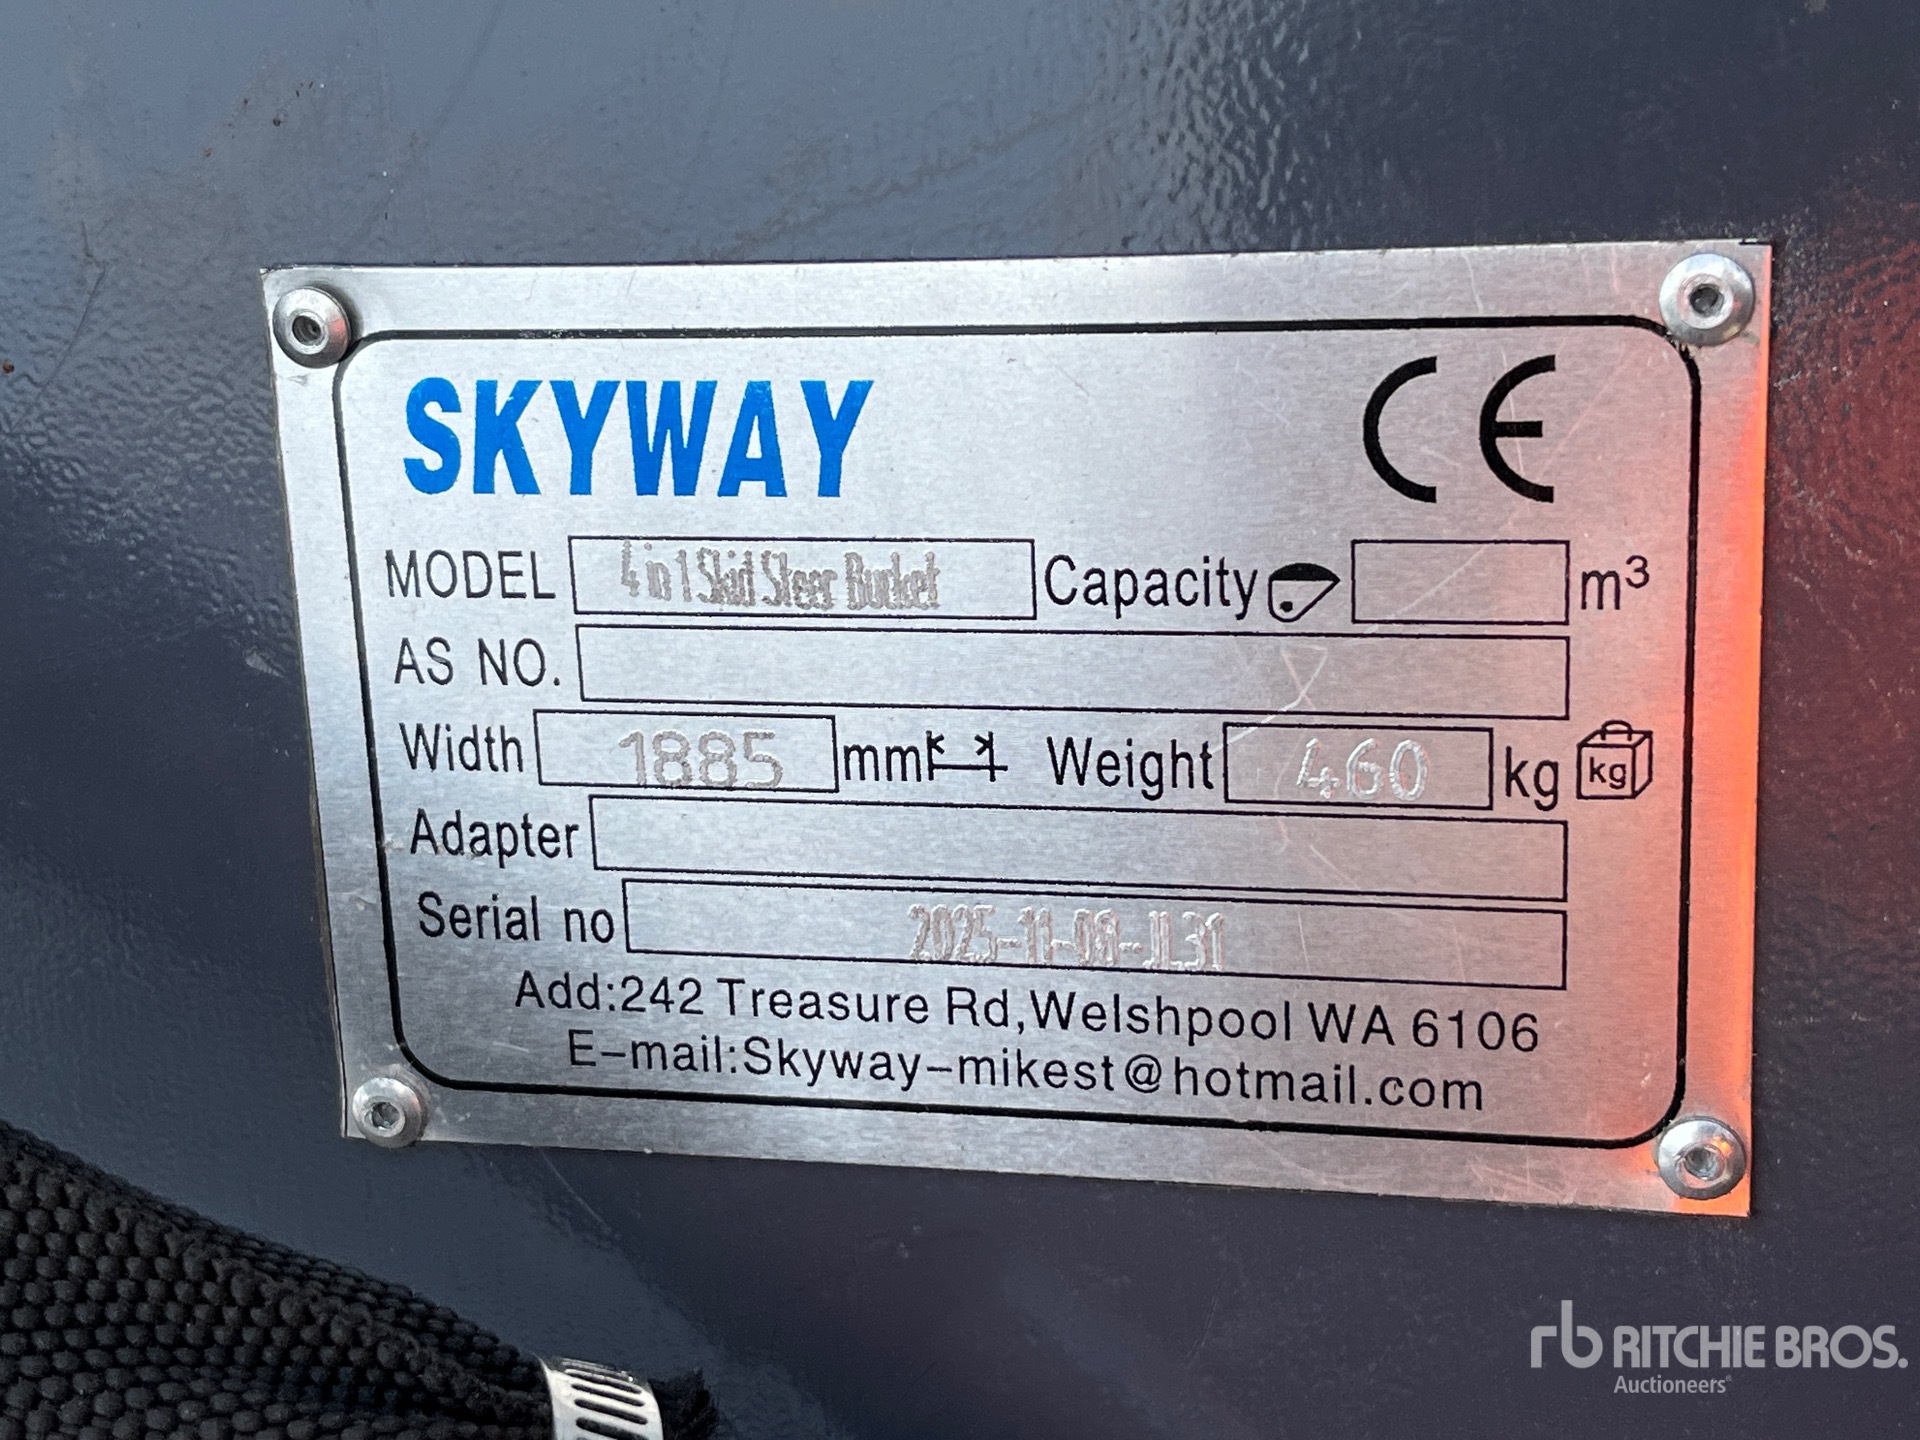 SKYWAY CE
MODEL 4 in 1 Skid Steer Bucket Capacity m³
AS NO.
Width 1885 mm Weight 460 kg kg
Adapter
Serial no 2025-11-08-JL31
Add:242 Treasure Rd,Welshpool WA 6106
E-mail:Skyway-mikest@hotmail.com
rb RITCHIE BROS.
Auctioneers